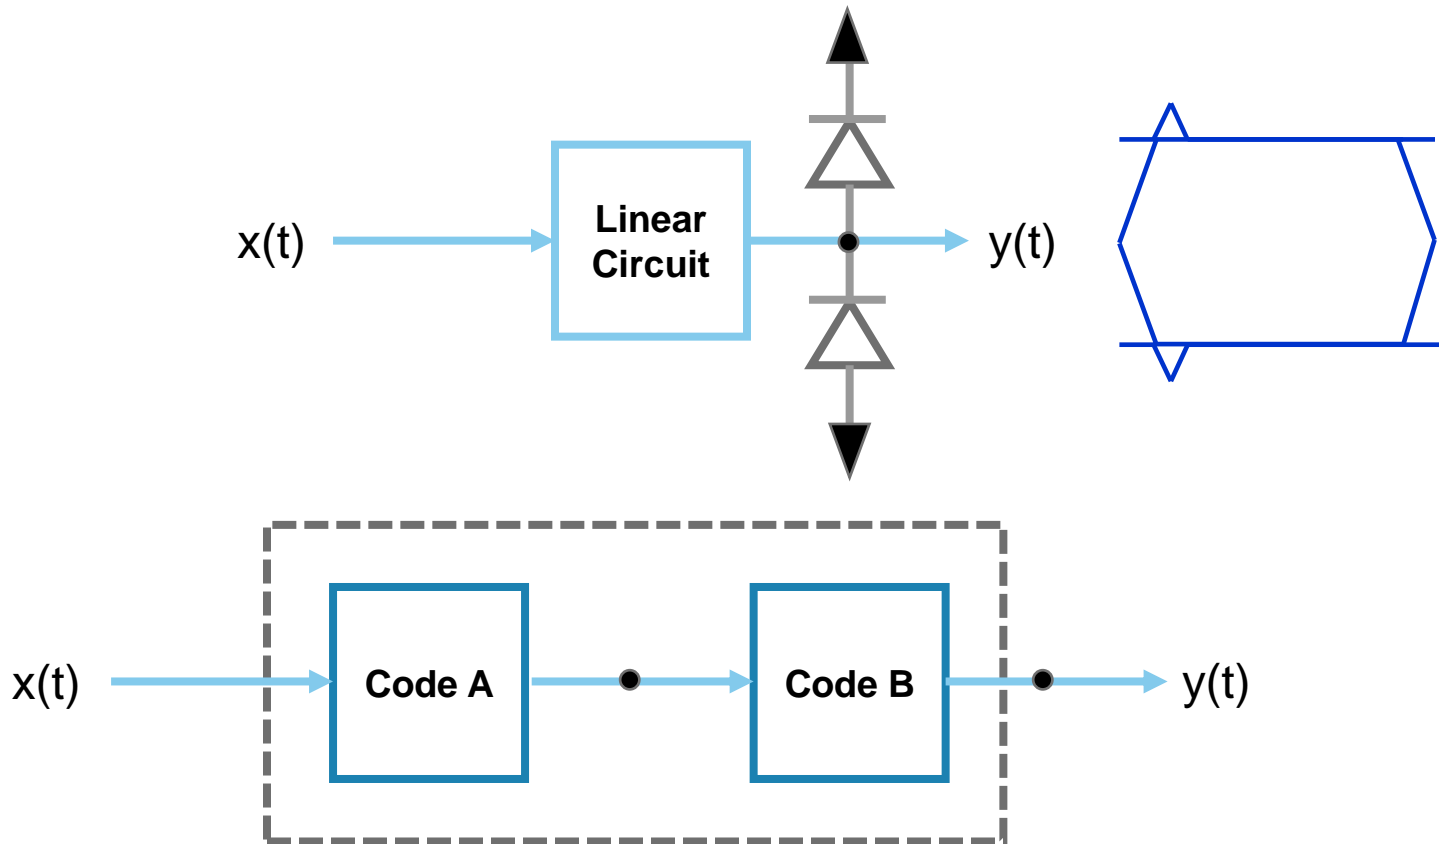 x(t)
Linear
Circuit
y(t)
x(t)
Code A
Code B
y(t)